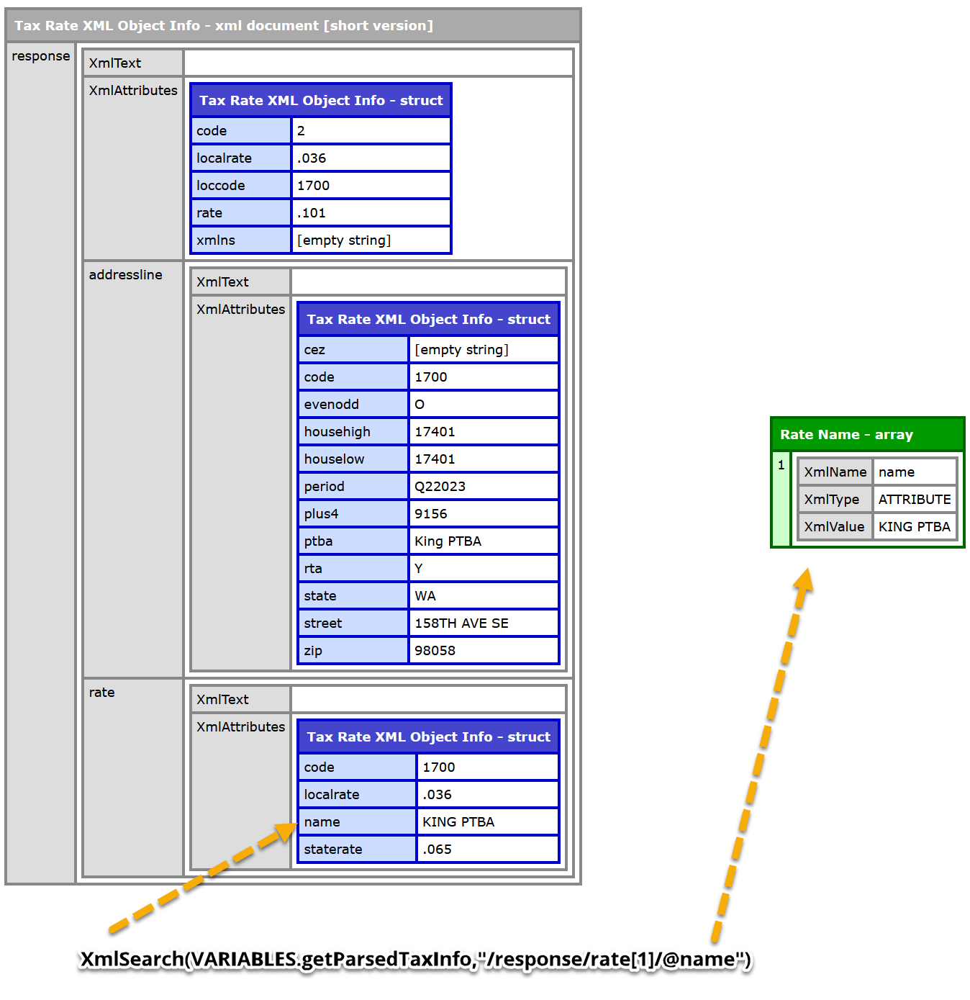 Tax Rate XML Object Info - xml document [short version]
response
XmlText
XmlAttributes
Tax Rate XML Object Info - struct
code 2
localrate .036
loccode 1700
rate .101
xmlns [empty string]
addressline
XmlText
XmlAttributes
Tax Rate XML Object Info - struct
cez [empty string]
code 1700
evenodd O
househigh 17401
houselow 17401
period Q22023
plus4 9156
ptba King PTBA
rta Y
state WA
street 158TH AVE SE
zip 98058
rate
XmlText
XmlAttributes
Tax Rate XML Object Info - struct
code 1700
localrate .036
name KING PTBA
staterate .065
Rate Name - array
1
XmlName name
XmlType ATTRIBUTE
XmlValue KING PTBA
XmlSearch(VARIABLES.getParsedTaxInfo,"/response/rate[1]/@name")